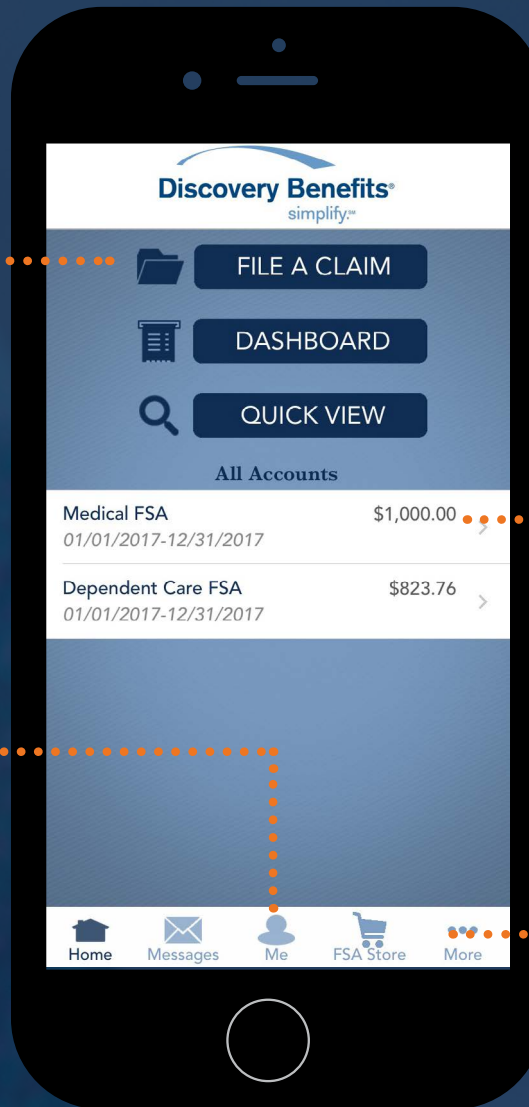 Discovery Benefits®
simplify.℠
FILE A CLAIM
DASHBOARD
QUICK VIEW
All Accounts
Medical FSA $1,000.00
01/01/2017-12/31/2017
Dependent Care FSA $823.76
01/01/2017-12/31/2017
Home Messages Me FSA Store More